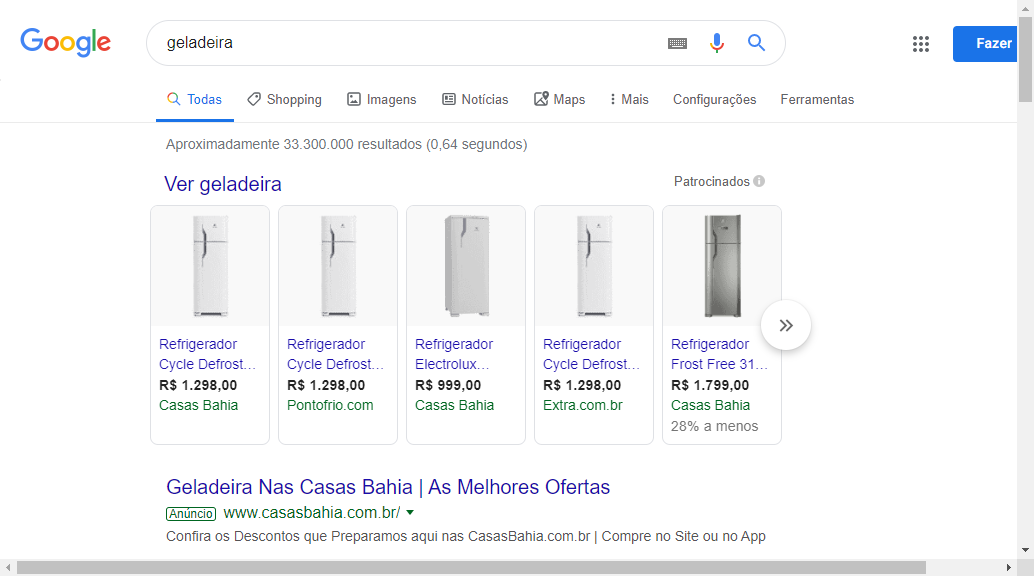 Google
geladeira
Fazer
Todas
Shopping
Imagens
Notícias
Maps
Mais
Configurações
Ferramentas
Aproximadamente 33.300.000 resultados (0,64 segundos)
Ver geladeira
Patrocinados
Refrigerador
Cycle Defrost...
R$ 1.298,00
Casas Bahia
Refrigerador
Cycle Defrost...
R$ 1.298,00
Pontofrio.com
Refrigerador
Electrolux...
R$ 999,00
Casas Bahia
Refrigerador
Cycle Defrost...
R$ 1.298,00
Extra.com.br
Refrigerador
Frost Free 31...
R$ 1.799,00
Casas Bahia
28% a menos
Geladeira Nas Casas Bahia | As Melhores Ofertas
Anúncio www.casasbahia.com.br/
Confira os Descontos que Preparamos aqui nas CasasBahia.com.br | Compre no Site ou no App